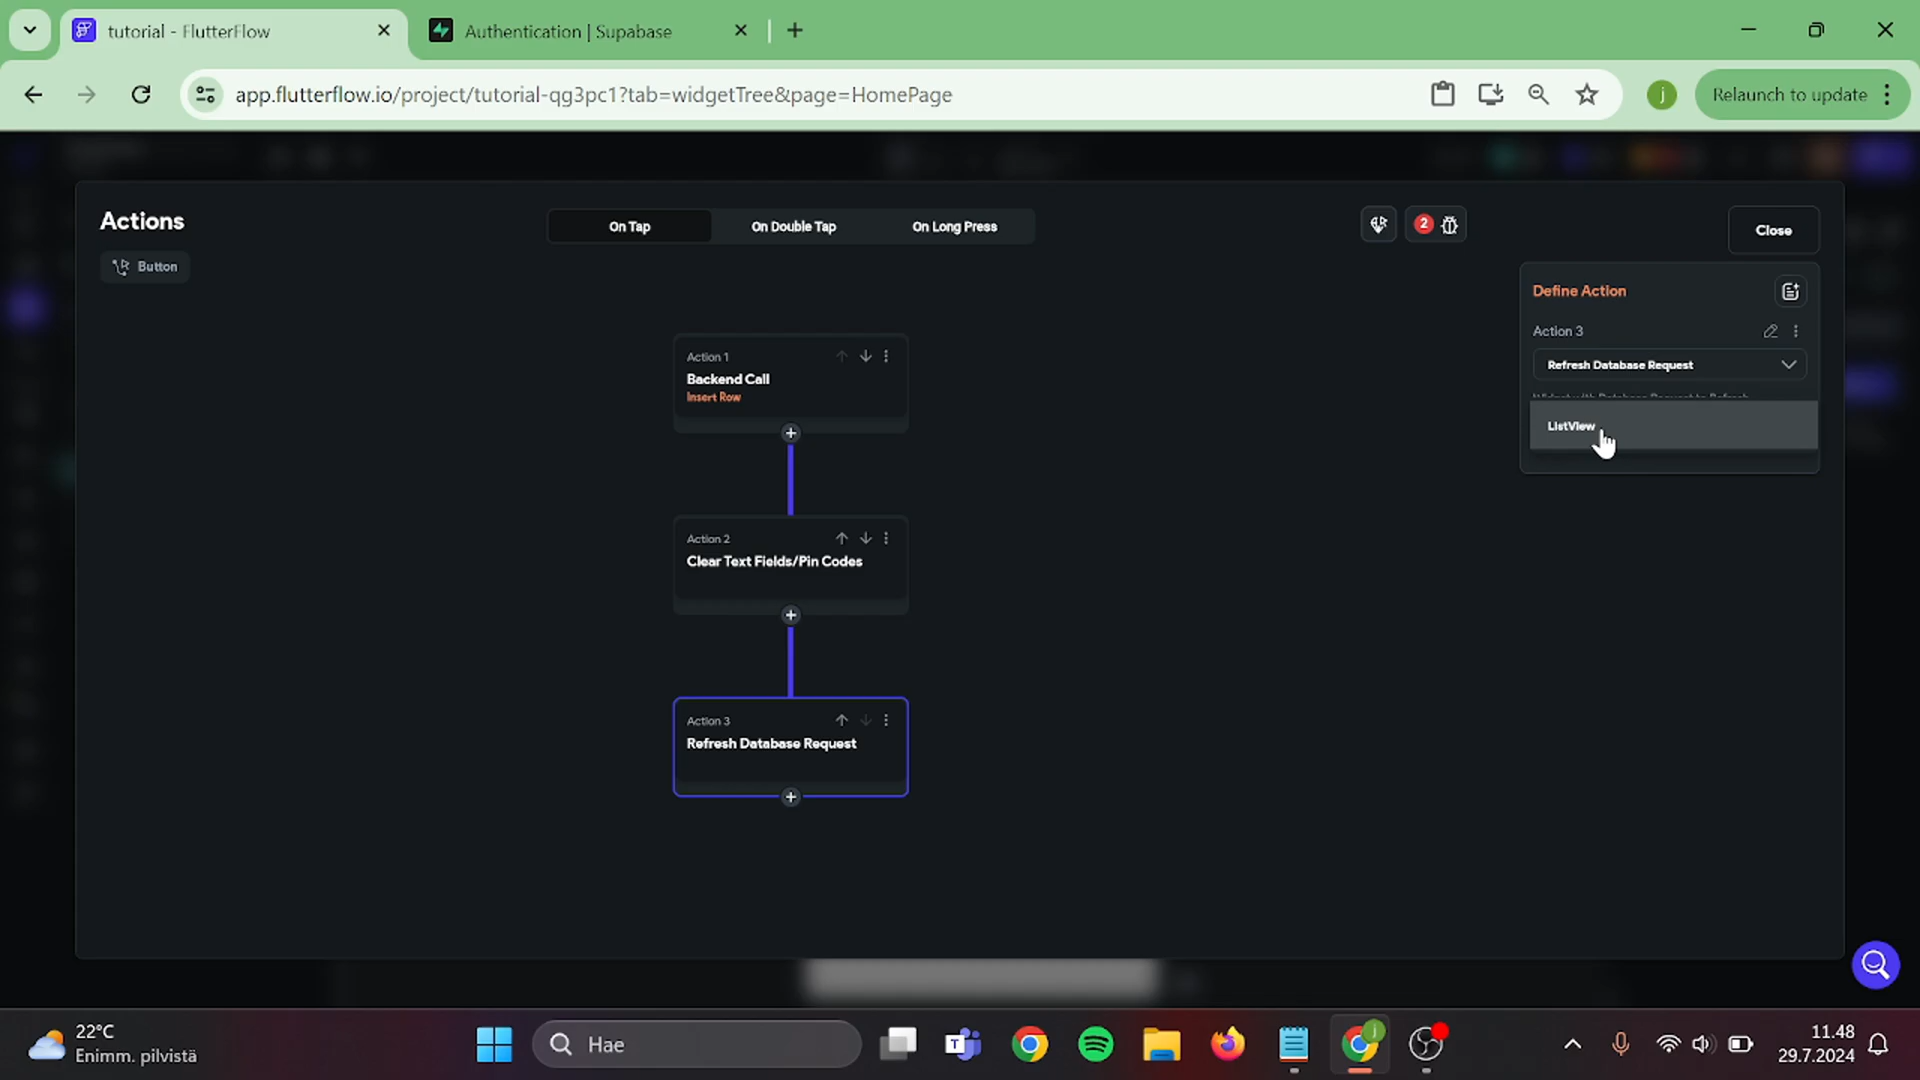 tutorial - FlutterFlow
Authentication | Supabase
app.flutterflow.io/project/tutorial-qg3pc1?tab=widgetTree&page=HomePage
j
Relaunch to update
Actions
On Tap
On Double Tap
On Long Press
2
Close
Button
Define Action
Action 3
Refresh Database Request
ListView
Action 1
Backend Call
Insert Row
Action 2
Clear Text Fields/Pin Codes
Action 3
Refresh Database Request
22°C
Enimm. pilvistä
Hae
11.48
29.7.2024